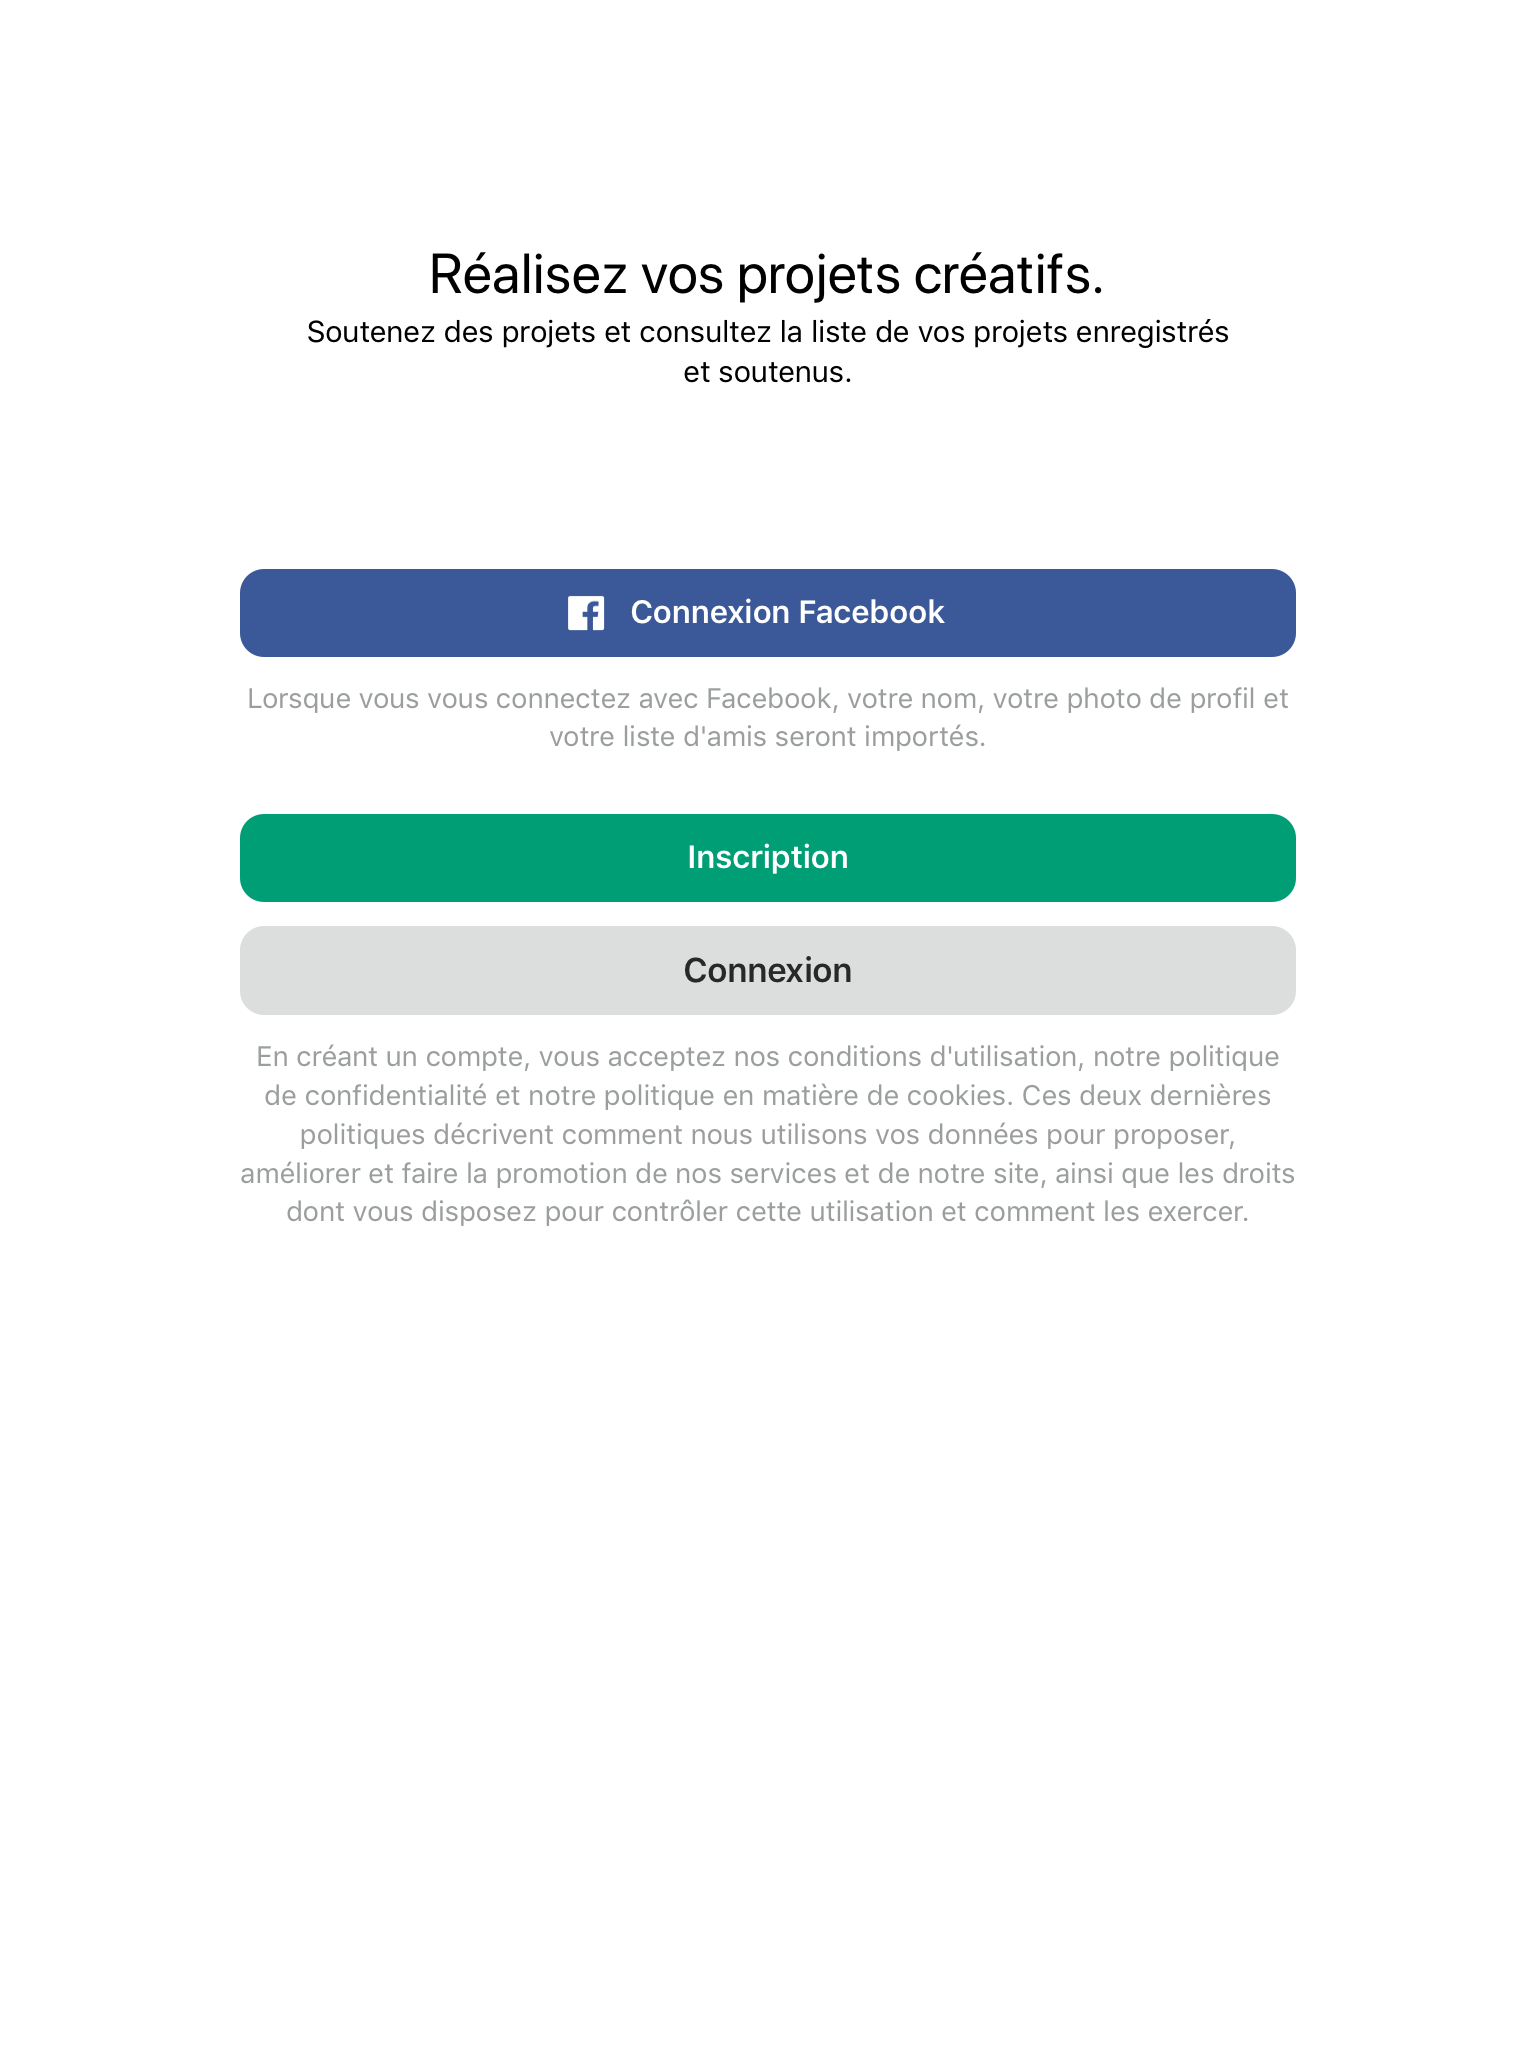 Réalisez vos projets créatifs.
Soutenez des projets et consultez la liste de vos projets enregistrés
et soutenus.
Connexion Facebook
Lorsque vous vous connectez avec Facebook, votre nom, votre photo de profil et
votre liste d'amis seront importés.
Inscription
Connexion
En créant un compte, vous acceptez nos conditions d'utilisation, notre politique
de confidentialité et notre politique en matière de cookies. Ces deux dernières
politiques décrivent comment nous utilisons vos données pour proposer,
améliorer et faire la promotion de nos services et de notre site, ainsi que les droits
dont vous disposez pour contrôler cette utilisation et comment les exercer.